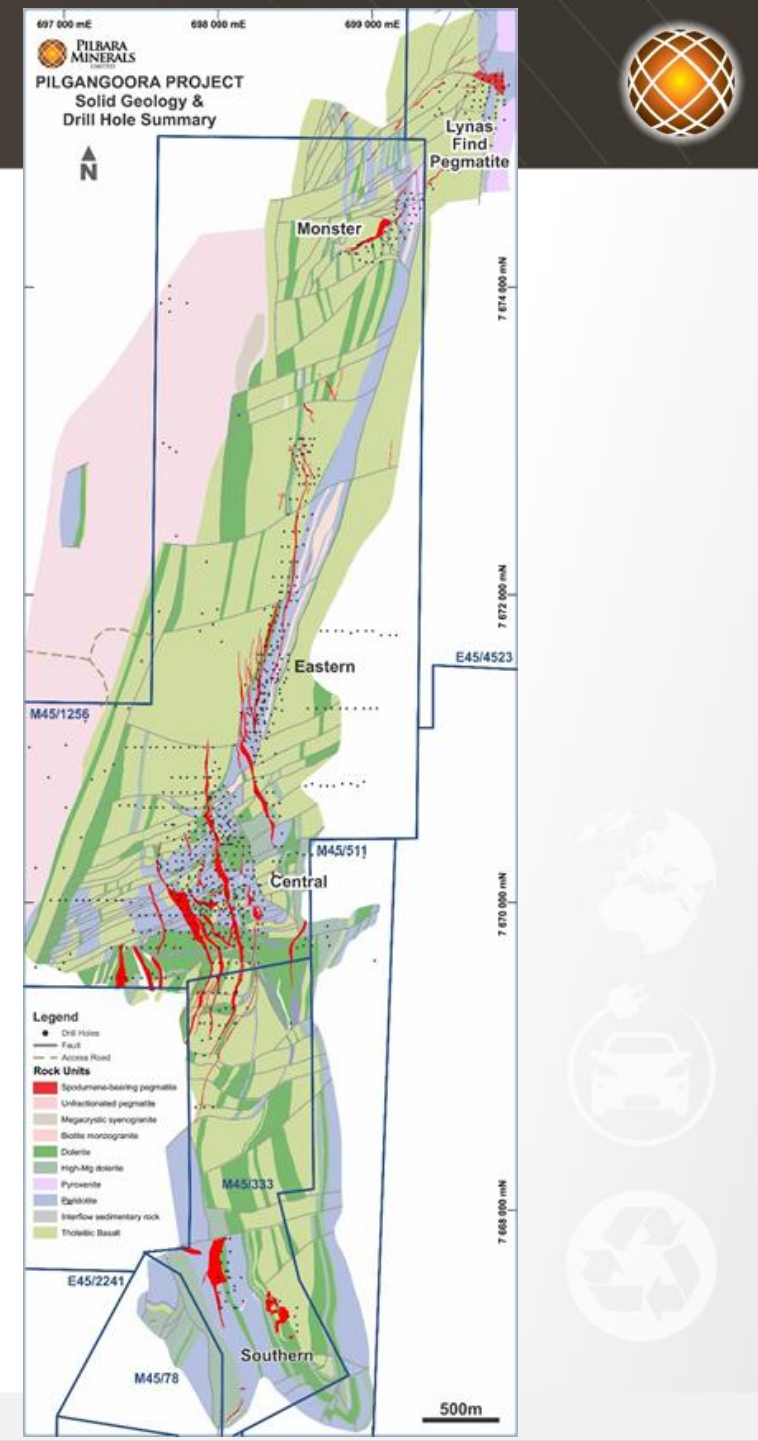 697 000 mE
698 000 mE
699 000 mE
PILBARA
MINERALS
LIMITED
PILGANGOORA PROJECT
Solid Geology &
Drill Hole Summary
N
Lynas
Find
Pegmatite
Monster
7 674 000 mN
7 672 000 mN
Eastern
E45/4523
M45/1256
M45/511
Central
7 670 000 mN
Legend
Drill Holes
Fault
Access Road
Rock Units
Spodumene-bearing pegmatite
Unfractionated pegmatite
Megacrystic syenogranite
Biotite monzogranite
Dolerite
High-Mg dolerite
Pyroxenite
Peridotite
Interflow sedimentary rock
Tholeiitic Basalt
M45/333
7 668 000 mN
E45/2241
Southern
M45/78
500m